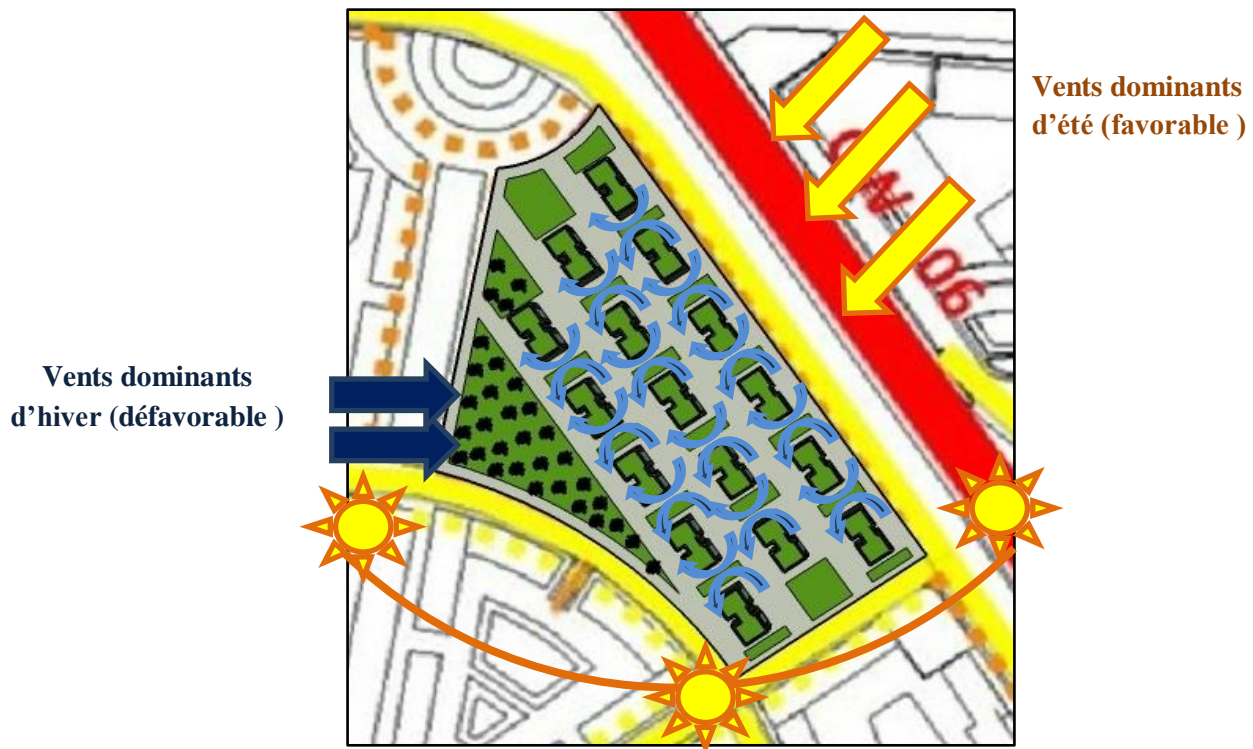 Vents dominants
d’été (favorable )
Vents dominants
d’hiver (défavorable )